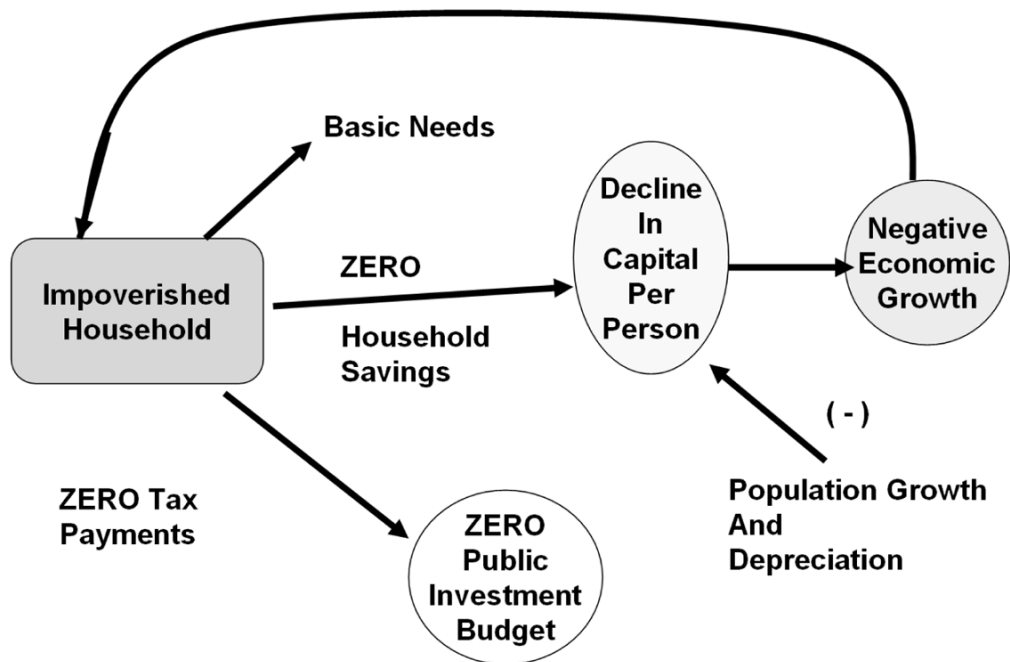 Basic Needs
Impoverished
Household
ZERO
Household
Savings
Decline
In
Capital
Per
Person
Negative
Economic
Growth
( - )
Population Growth
And
Depreciation
ZERO Tax
Payments
ZERO
Public
Investment
Budget